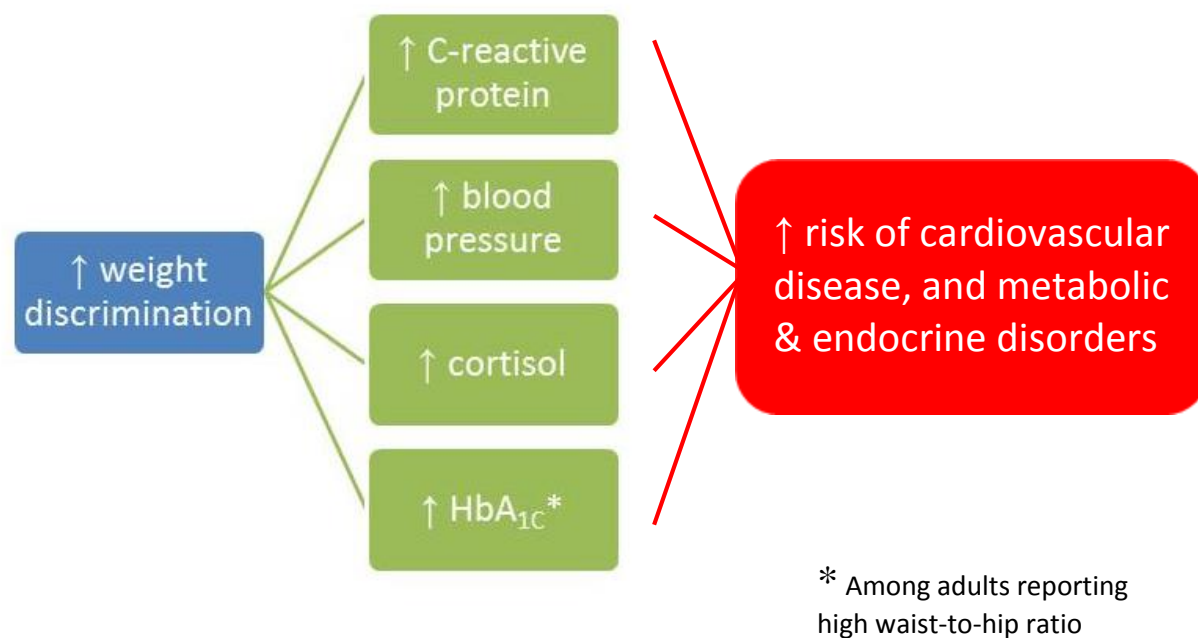 ↑ C-reactive
protein
↑ blood
pressure
↑ weight
discrimination
↑ cortisol
↑ HbA1C*
↑ risk of cardiovascular
disease, and metabolic
& endocrine disorders
* Among adults reporting
high waist-to-hip ratio